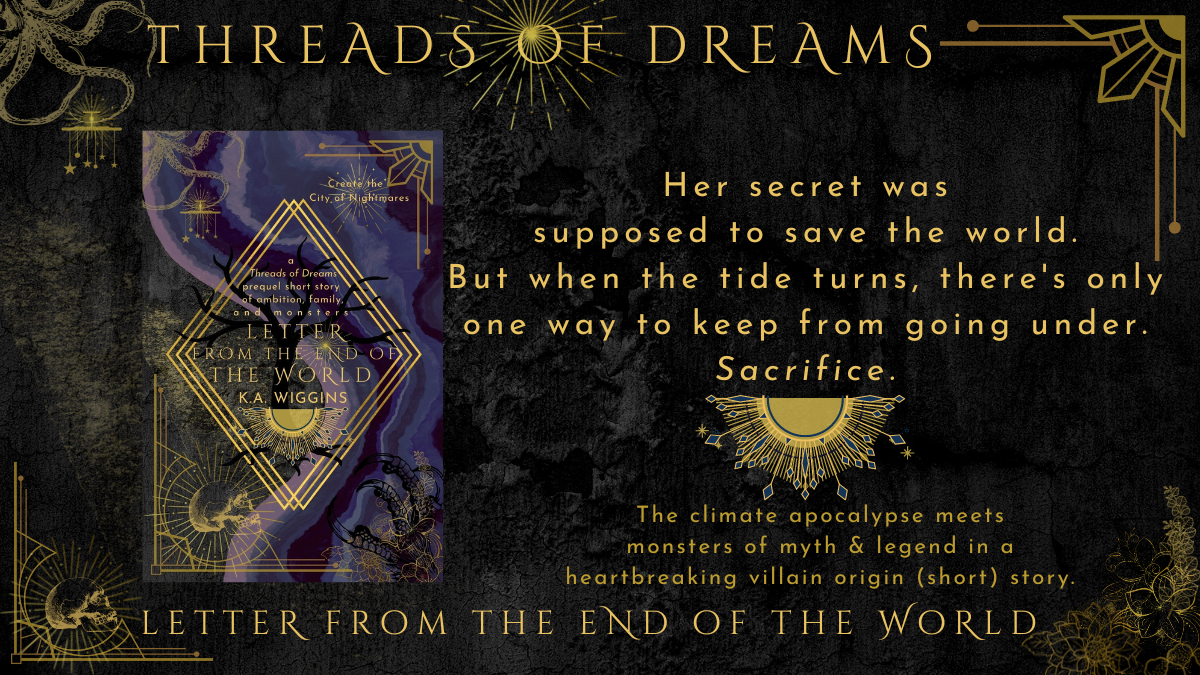 THREADS OF DREAMS
Create the
City of Nightmares
a
Threads of Dreams
prequel short story
of ambition, family,
and monsters
LETTER
FROM THE END OF
THE WORLD
K.A. WIGGINS
Her secret was
supposed to save the world.
But when the tide turns, there's only
one way to keep from going under.
Sacrifice.
The climate apocalypse meets
monsters of myth & legend in a
heartbreaking villain origin (short) story.
LETTER FROM THE END OF THE WORLD